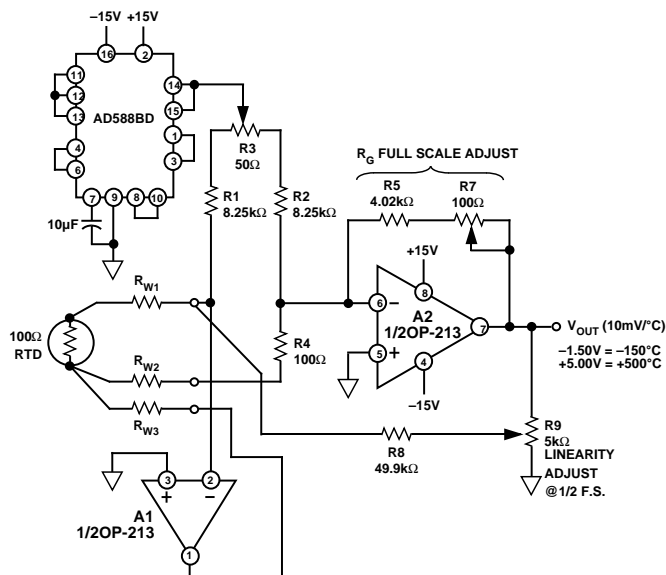 –15V +15V
16 2
11
12
13
4
6
AD588BD
14
15
1
3
7 9 8 10
10µF
R3
50Ω
R1
8.25kΩ
R2
8.25kΩ
RG FULL SCALE ADJUST
R5
4.02kΩ
R7
100Ω
+15V
8
6 –
A2
1/2OP-213
7
5 +
4
–15V
VOUT (10mV/°C)
–1.50V = –150°C
+5.00V = +500°C
RW1
100Ω
RTD
RW2
RW3
R4
100Ω
R8
49.9kΩ
R9
5kΩ
LINEARITY
ADJUST
@1/2 F.S.
3 2
+ –
A1
1/2OP-213
1